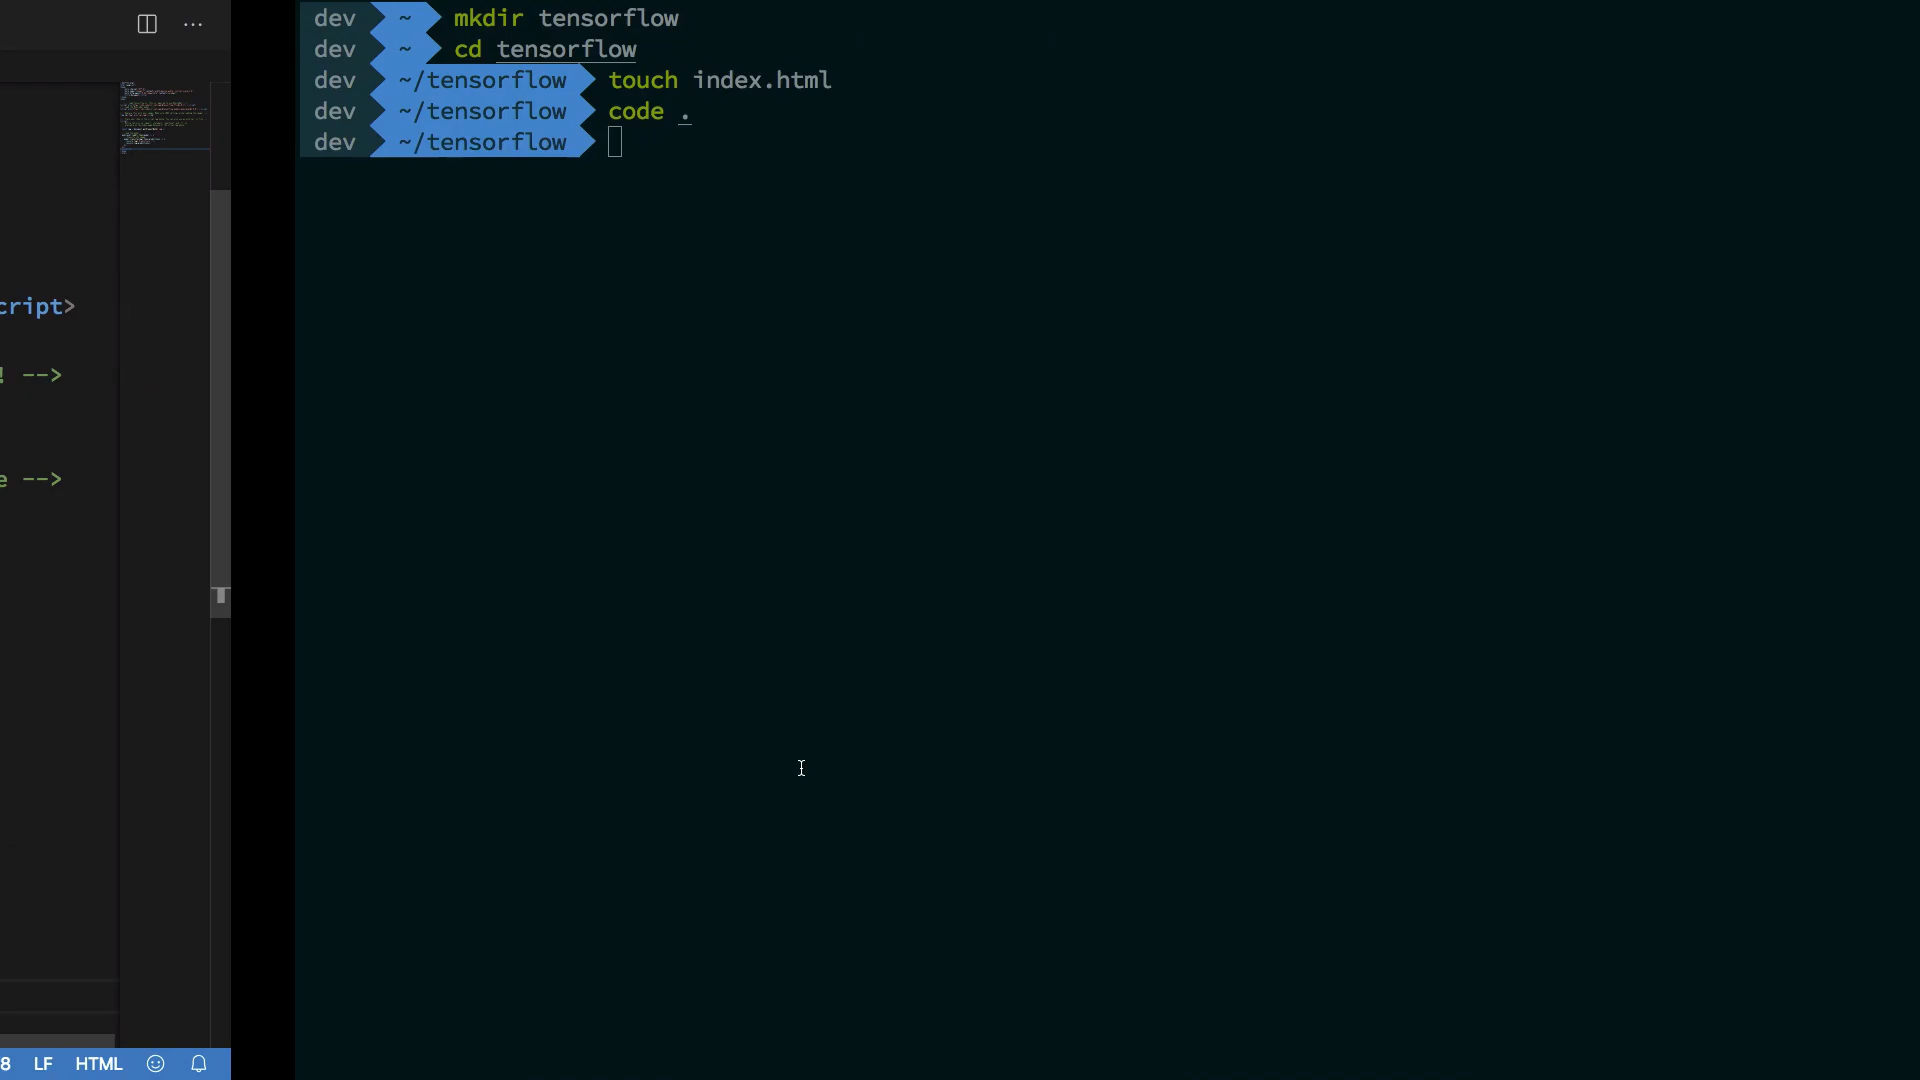 dev ~ mkdir tensorflow
dev ~ cd tensorflow
dev ~/tensorflow touch index.html
dev ~/tensorflow code .
dev ~/tensorflow
cript>
! -->
e -->
8 LF HTML